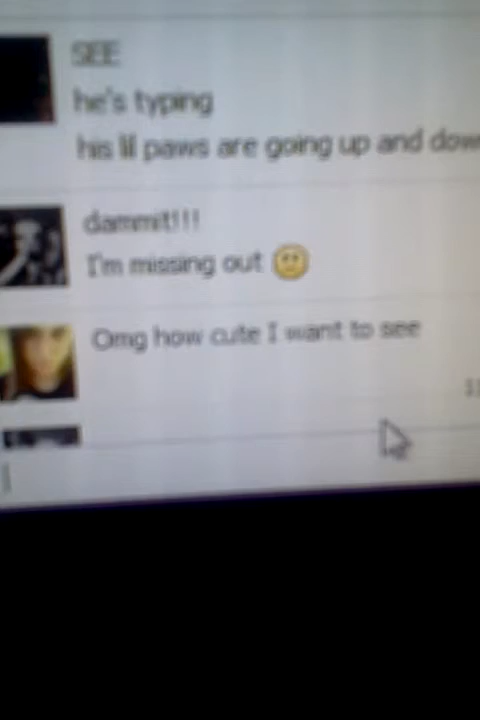 SEE
he's typing
his lil paws are going up and dow
dammit!!!
I'm missing out
Omg how cute I want to see